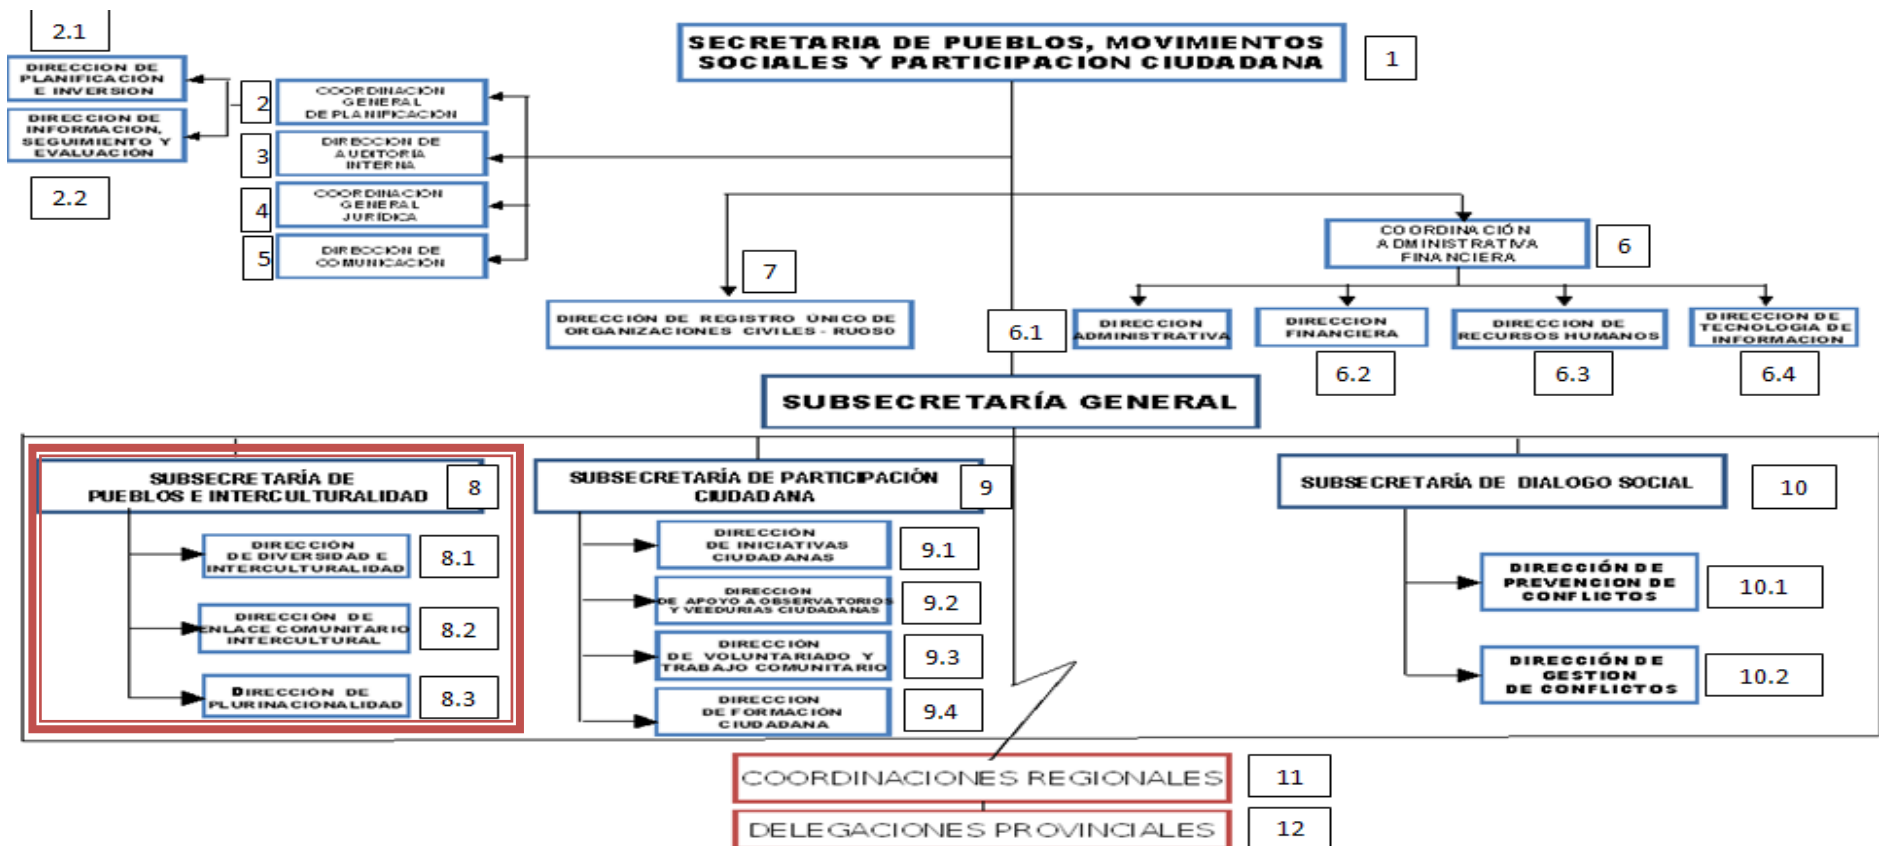 2.1
SECRETARIA DE PUEBLOS, MOVIMIENTOS
SOCIALES Y PARTICIPACION CIUDADANA
1
DIRECCION DE
PLANIFICACIÓN
E INVERSION
2
COORDINACIÓN
GENERAL
DE PLANIFICACIÓN
DIRECCION DE
INFORMACION,
SEGUIMIENTO Y
EVALUACIÓN
3
DIRECCIÓN DE
AUDITORÍA
INTERNA
2.2
4
COORDINACIÓN
GENERAL
JURÍDICA
5
DIRECCIÓN DE
COMUNICACIÓN
COORDINACIÓN
ADMINISTRATIVA
FINANCIERA
6
7
DIRECCIÓN DE REGISTRO ÚNICO DE
ORGANIZACIONES CIVILES - RUOSO
6.1
DIRECCION
ADMINISTRATIVA
DIRECCION
FINANCIERA
DIRECCION DE
RECURSOS HUMANOS
DIRECCION DE
TECNOLOGIA DE
INFORMACION
6.2
6.3
6.4
SUBSECRETARÍA GENERAL
SUBSECRETARÍA DE
PUEBLOS E INTERCULTURALIDAD
8
DIRECCIÓN
DE DIVERSIDAD E
INTERCULTURALIDAD
8.1
DIRECCIÓN DE
ENLACE COMUNITARIO
INTERCULTURAL
8.2
DIRECCIÓN DE
PLURINACIONALIDAD
8.3
SUBSECRETARÍA DE PARTICIPACIÓN
CIUDADANA
9
DIRECCIÓN
DE INICIATIVAS
CIUDADANAS
9.1
DIRECCIÓN
DE APOYO A OBSERVATORIOS
Y VEEDURIAS CIUDADANAS
9.2
DIRECCIÓN
DE VOLUNTARIADO Y
TRABAJO COMUNITARIO
9.3
DIRECCION
DE FORMACIÓN
CIUDADANA
9.4
SUBSECRETARÍA DE DIALOGO SOCIAL
10
DIRECCIÓN DE
PREVENCION DE
CONFLICTOS
10.1
DIRECCIÓN DE
GESTION
DE CONFLICTOS
10.2
COORDINACIONES REGIONALES
11
DELEGACIONES PROVINCIALES
12